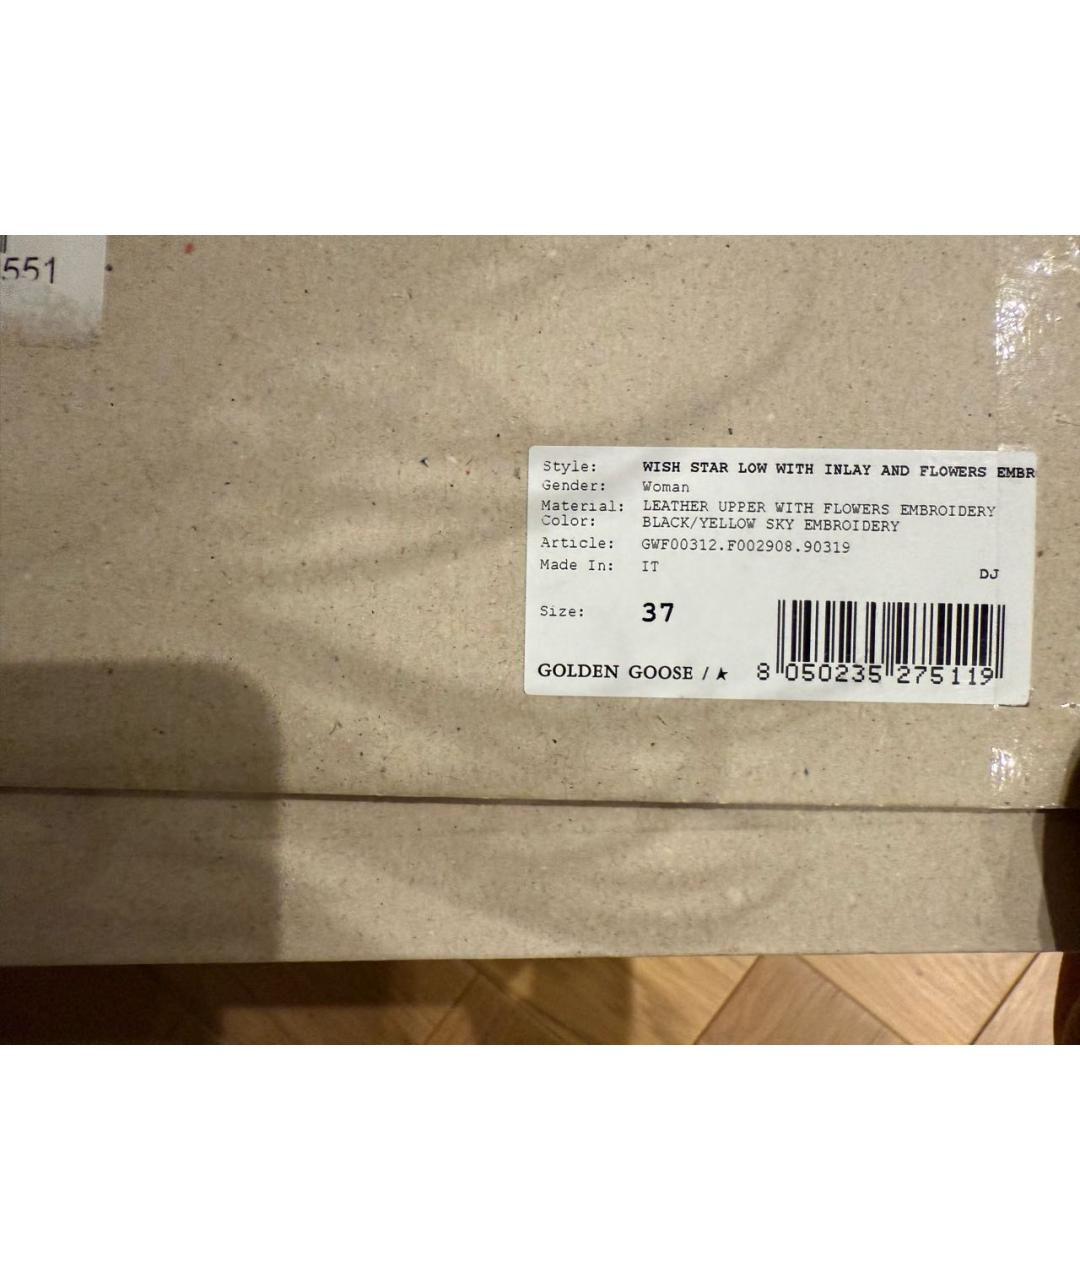 551
Style: WISH STAR LOW WITH INLAY AND FLOWERS EMBR
Gender: Woman
Material: LEATHER UPPER WITH FLOWERS EMBROIDERY
Color: BLACK/YELLOW SKY EMBROIDERY
Article: GWF00312.F002908.90319
Made In: IT
DJ
Size: 37
GOLDEN GOOSE / ★
8 050235 275119